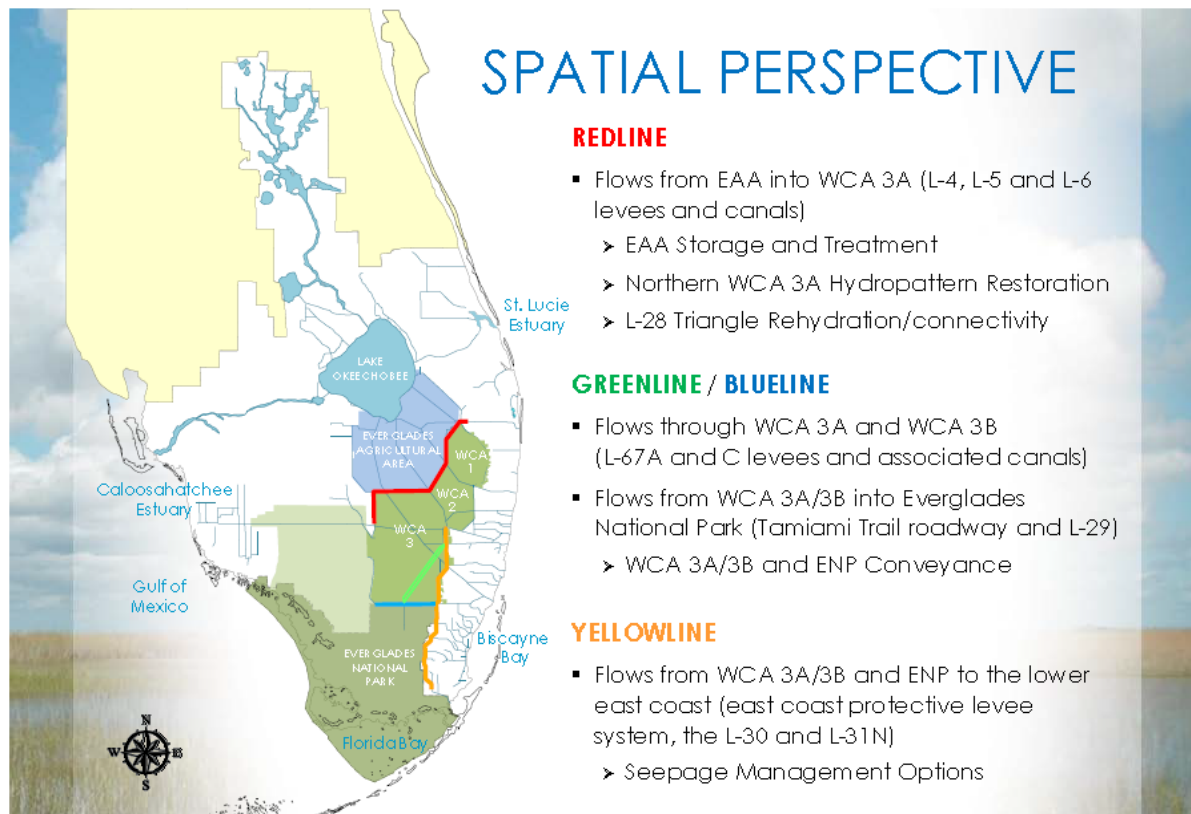 SPATIAL PERSPECTIVE
REDLINE
▪ Flows from EAA into WCA 3A (L-4, L-5 and L-6
levees and canals)
➢ EAA Storage and Treatment
➢ Northern WCA 3A Hydropattern Restoration
➢ L-28 Triangle Rehydration/connectivity
GREENLINE / BLUELINE
▪ Flows through WCA 3A and WCA 3B
(L-67A and C levees and associated canals)
▪ Flows from WCA 3A/3B into Everglades
National Park (Tamiami Trail roadway and L-29)
➢ WCA 3A/3B and ENP Conveyance
YELLOWLINE
▪ Flows from WCA 3A/3B and ENP to the lower
east coast (east coast protective levee
system, the L-30 and L-31N)
➢ Seepage Management Options
St. Lucie
Estuary
LAKE
OKEECHOBEE
EVERGLADES
AGRICULTURAL
AREA
WCA
1
WCA
2
WCA
3
Caloosahatchee
Estuary
Gulf of
Mexico
Biscayne
Bay
EVERGLADES
NATIONAL
PARK
Florida Bay
N
W
E
S